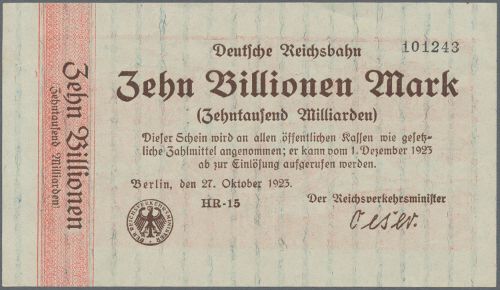 Deutsche Reichsbahn
101243
Zehn Billionen Mark
(Zehntausend Milliarden)
Dieser Schein wird an allen öffentlichen Kassen wie gesetz-
liche Zahlmittel angenommen; er kann vom 1. Dezember 1923
ab zur Einlösung aufgerufen werden.
Berlin, den 27. Oktober 1923.
HR-15
Der Reichsverkehrsminister
Oeser
Zehn Billionen
Zehntausend Milliarden